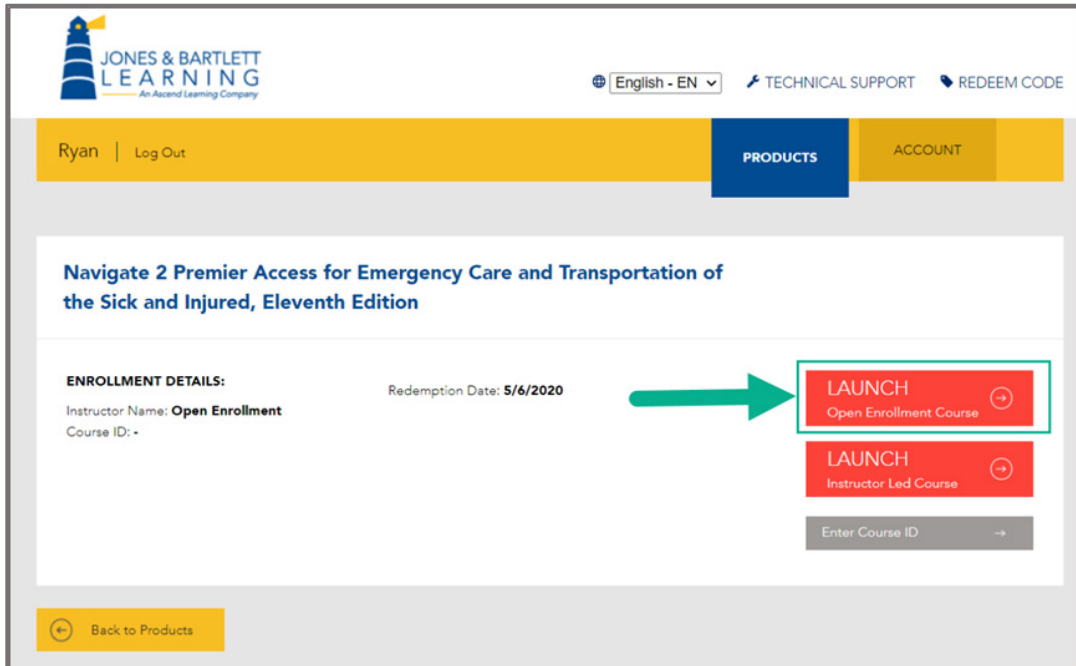 JONES & BARTLETT
LEARNING
An Ascend Learning Company
English - EN
TECHNICAL SUPPORT
REDEEM CODE
Ryan | Log Out
PRODUCTS
ACCOUNT
Navigate 2 Premier Access for Emergency Care and Transportation of
the Sick and Injured, Eleventh Edition
ENROLLMENT DETAILS:
Instructor Name: Open Enrollment
Course ID: -
Redemption Date: 5/6/2020
LAUNCH
Open Enrollment Course
LAUNCH
Instructor Led Course
Enter Course ID
Back to Products